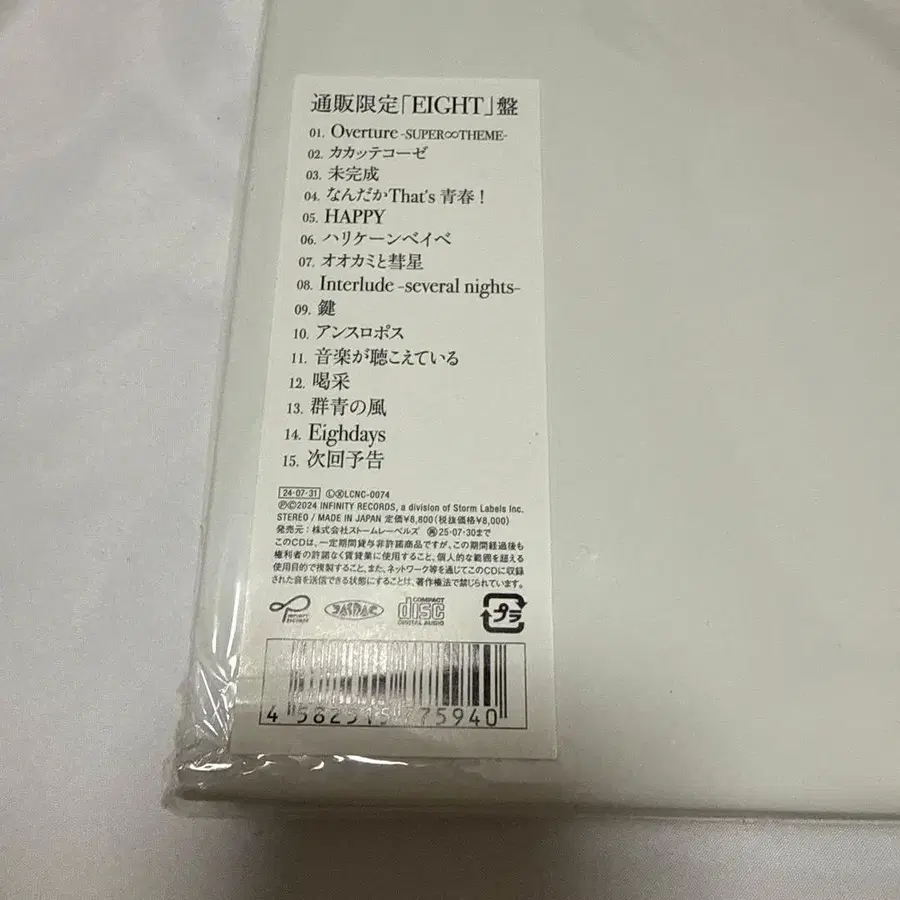 通販限定「EIGHT」盤
01. Overture -SUPER∞THEME-
02. カカッテコーゼ
03. 未完成
04. なんだかThat's 青春！
05. HAPPY
06. ハリケーンベイベ
07. オオカミと彗星
08. Interlude -several nights-
09. 鍵
10. アンスロポス
11. 音楽が聴こえている
12. 喝采
13. 群青の風
14. Eighdays
15. 次回予告
24・07・31 ⓁⓍLCNC-0074
Ⓟ©2024 INFINITY RECORDS, a division of Storm Labels Inc.
STEREO / MADE IN JAPAN 定価¥8,800(税抜価格¥8,000)
発売元：株式会社ストームレーベルズ 25・07・30まで
このCDは、一定期間貸与非許諾商品ですが、この期間経過後も
権利者の許諾なく賃貸業に使用すること、個人的な範囲を超える
使用目的で複製すること、また、ネットワーク等を通じてこのCDに収録
された音を送信できる状態にすることは、著作権法で禁じられています。
INFINITY RECORDS
JASRAC
COMPACT disc DIGITAL AUDIO
プラ
4 582515 775940